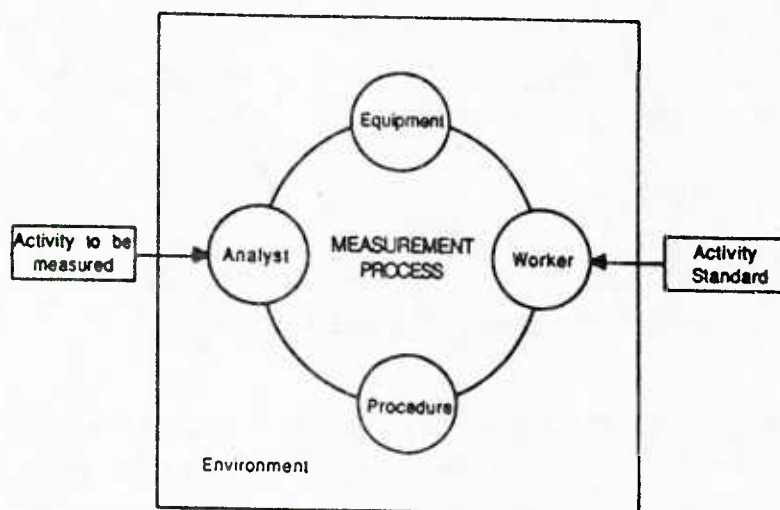 Equipment
Activity to be
measured
Analyst
MEASUREMENT
PROCESS
Worker
Activity
Standard
Procedure
Environment